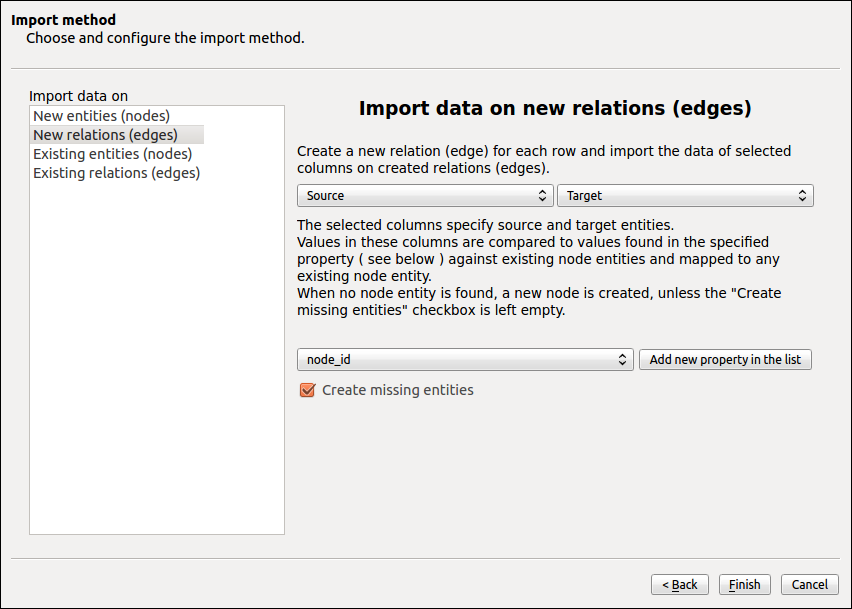 Import method
Choose and configure the import method.
Import data on
New entities (nodes)
New relations (edges)
Existing entities (nodes)
Existing relations (edges)
Import data on new relations (edges)
Create a new relation (edge) for each row and import the data of selected
columns on created relations (edges).
Source
Target
The selected columns specify source and target entities.
Values in these columns are compared to values found in the specified
property ( see below ) against existing node entities and mapped to any
existing node entity.
When no node entity is found, a new node is created, unless the "Create
missing entities" checkbox is left empty.
node_id
Add new property in the list
Create missing entities
< Back
Finish
Cancel